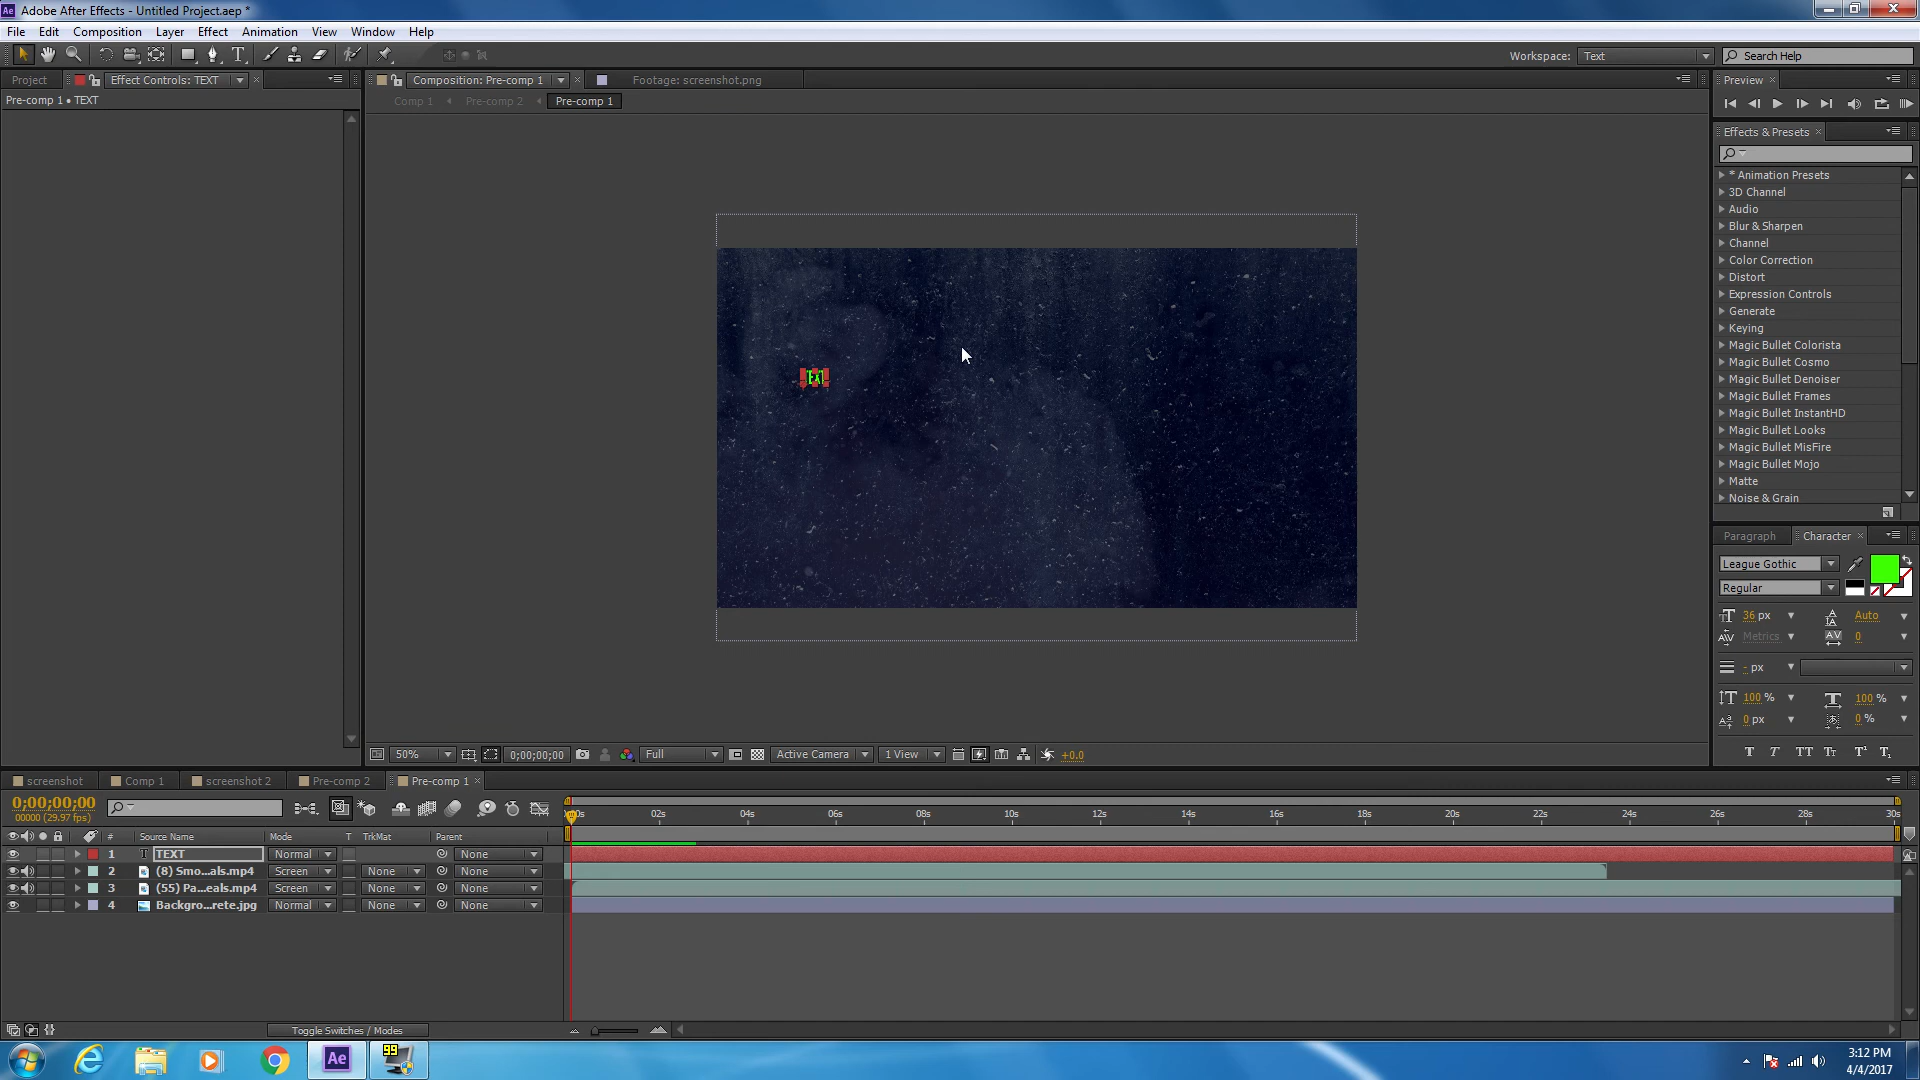 Adobe After Effects - Untitled Project.aep *
File Edit Composition Layer Effect Animation View Window Help
Workspace: Text Search Help
Project Effect Controls: TEXT Composition: Pre-comp 1 Footage: screenshot.png Preview
Pre-comp 1 • TEXT Comp 1 Pre-comp 2 Pre-comp 1
Effects & Presets
* Animation Presets
3D Channel
Audio
Blur & Sharpen
Channel
Color Correction
Distort
Expression Controls
Generate
Keying
Magic Bullet Colorista
Magic Bullet Cosmo
Magic Bullet Denoiser
Magic Bullet Frames
Magic Bullet InstantHD
Magic Bullet Looks
Magic Bullet MisFire
Magic Bullet Mojo
Matte
Noise & Grain
TEXT
Paragraph Character
League Gothic
Regular
36 px Auto
Metrics 0
- px
100 % 100 %
0 px 0 %
T T TT Tt T¹ T₁
50% 0;00;00;00 Full Active Camera 1 View +0.0
screenshot Comp 1 screenshot 2 Pre-comp 2 Pre-comp 1
0;00;00;00
00000 (29.97 fps)
02s 04s 06s 08s 10s 12s 14s 16s 18s 20s 22s 24s 26s 28s 30s
# Source Name Mode T TrkMat Parent
1 T TEXT Normal None
2 (8) Smo...als.mp4 Screen None None
3 (55) Pa...eals.mp4 Screen None None
4 Backgro...rete.jpg Normal None None
Toggle Switches / Modes
Ae 99
3:12 PM
4/4/2017